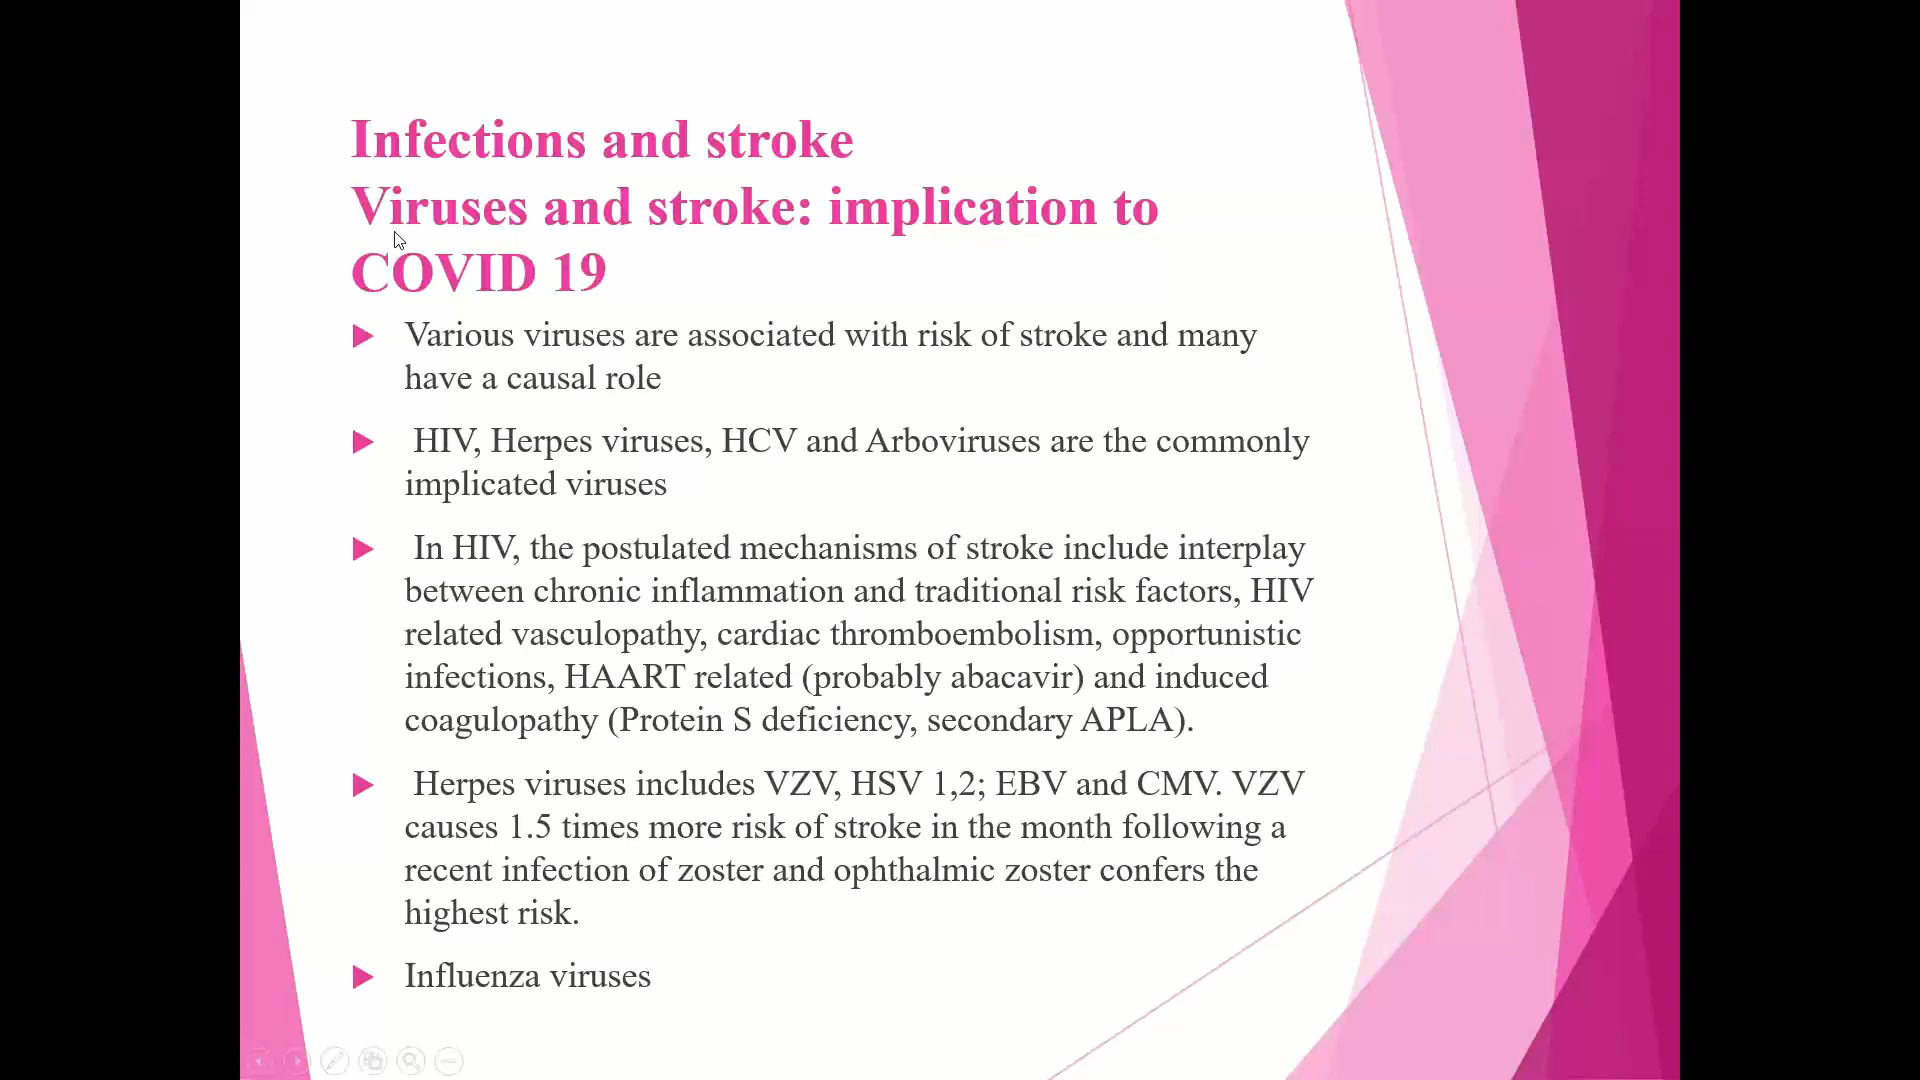 Infections and stroke
Viruses and stroke: implication to
COVID 19
Various viruses are associated with risk of stroke and many
have a causal role
HIV, Herpes viruses, HCV and Arboviruses are the commonly
implicated viruses
In HIV, the postulated mechanisms of stroke include interplay
between chronic inflammation and traditional risk factors, HIV
related vasculopathy, cardiac thromboembolism, opportunistic
infections, HAART related (probably abacavir) and induced
coagulopathy (Protein S deficiency, secondary APLA).
Herpes viruses includes VZV, HSV 1,2; EBV and CMV. VZV
causes 1.5 times more risk of stroke in the month following a
recent infection of zoster and ophthalmic zoster confers the
highest risk.
Influenza viruses